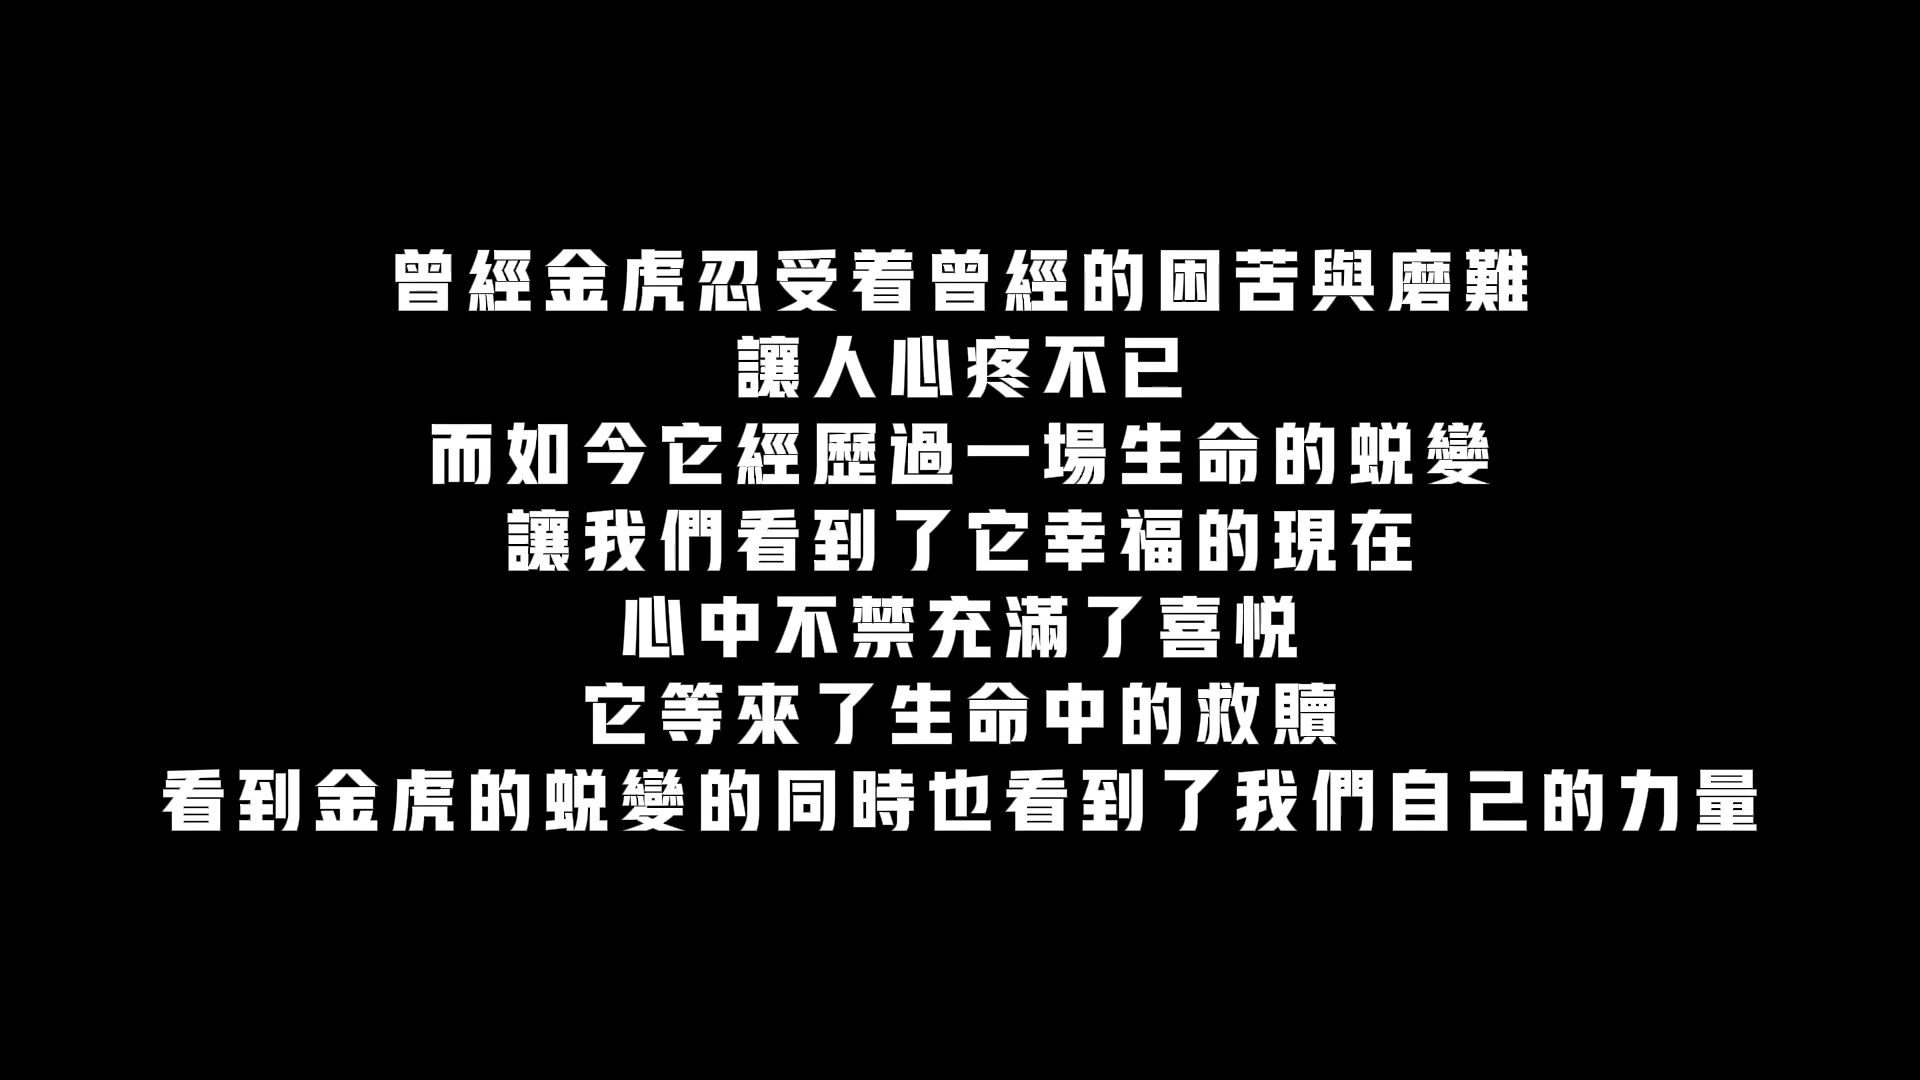 曾經金虎忍受着曾經的困苦與磨難
讓人心疼不已
而如今它經歷過一場生命的蜕變
讓我們看到了它幸福的現在
心中不禁充滿了喜悦
它等來了生命中的救贖
看到金虎的蜕變的同時也看到了我們自己的力量